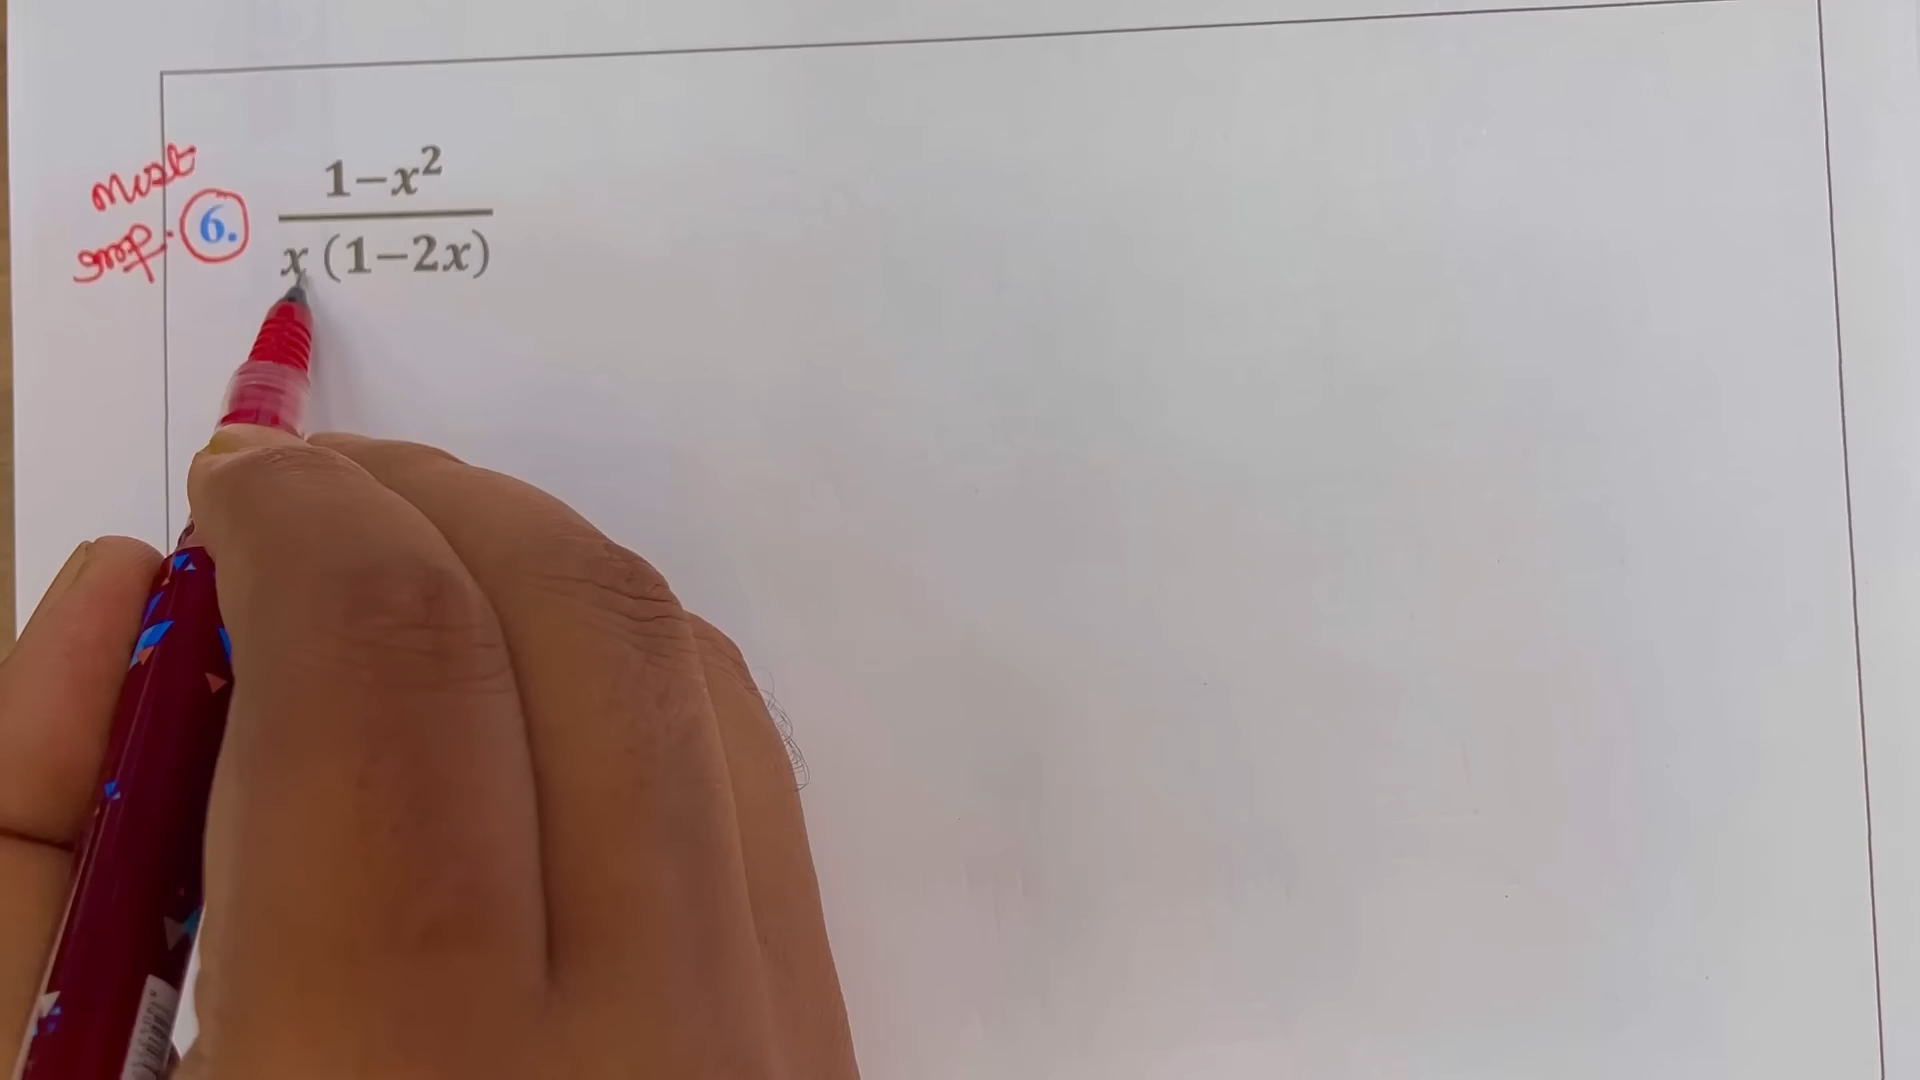 Most
Imp. 6.
1−x²
x (1−2x)